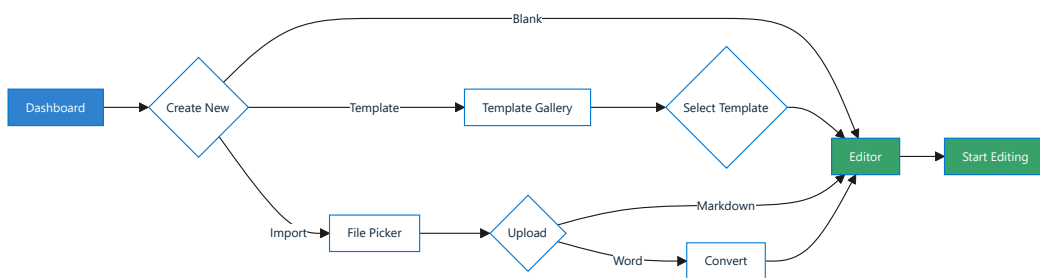 Blank
Dashboard
Create New
Template
Template Gallery
Select Template
Editor
Start Editing
Markdown
Import
File Picker
Upload
Word
Convert